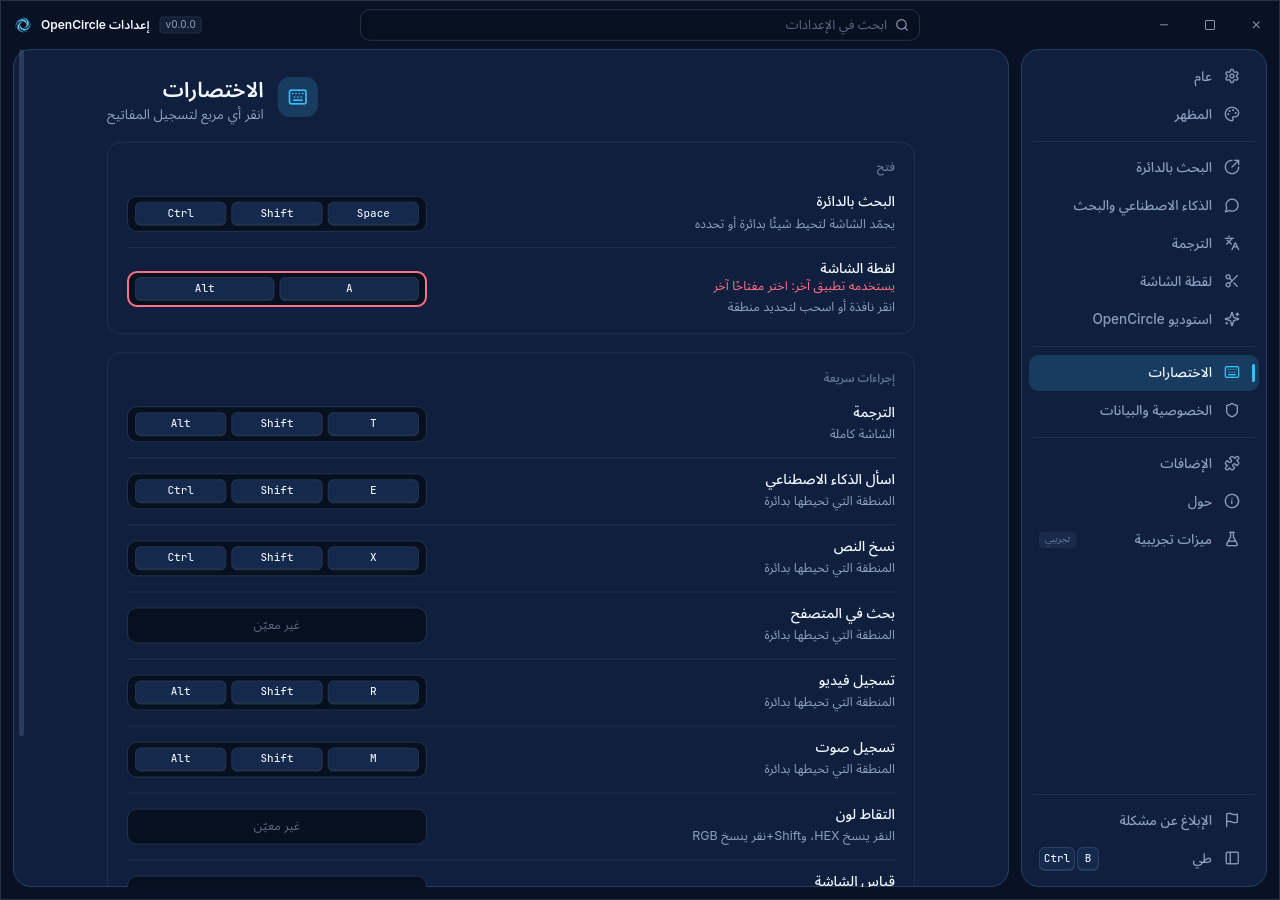 إعدادات OpenCircle
v0.0.0
ابحث في الإعدادات
عام
المظهر
البحث بالدائرة
الذكاء الاصطناعي والبحث
الترجمة
لقطة الشاشة
استوديو OpenCircle
الاختصارات
الخصوصية والبيانات
الإضافات
حول
ميزات تجريبية
تجريبي
الإبلاغ عن مشكلة
طي
Ctrl B
الاختصارات
انقر أي مربع لتسجيل المفاتيح
فتح
البحث بالدائرة
يجمّد الشاشة لتحيط شيئًا بدائرة أو تحدده
Ctrl Shift Space
لقطة الشاشة
يستخدمه تطبيق آخر: اختر مفتاحًا آخر
انقر نافذة أو اسحب لتحديد منطقة
Alt A
إجراءات سريعة
الترجمة
الشاشة كاملة
Alt Shift T
اسأل الذكاء الاصطناعي
المنطقة التي تحيطها بدائرة
Ctrl Shift E
نسخ النص
المنطقة التي تحيطها بدائرة
Ctrl Shift X
بحث في المتصفح
المنطقة التي تحيطها بدائرة
غير معيّن
تسجيل فيديو
المنطقة التي تحيطها بدائرة
Alt Shift R
تسجيل صوت
المنطقة التي تحيطها بدائرة
Alt Shift M
التقاط لون
النقر ينسخ HEX، وShift+نقر ينسخ RGB
غير معيّن
قياس الشاشة